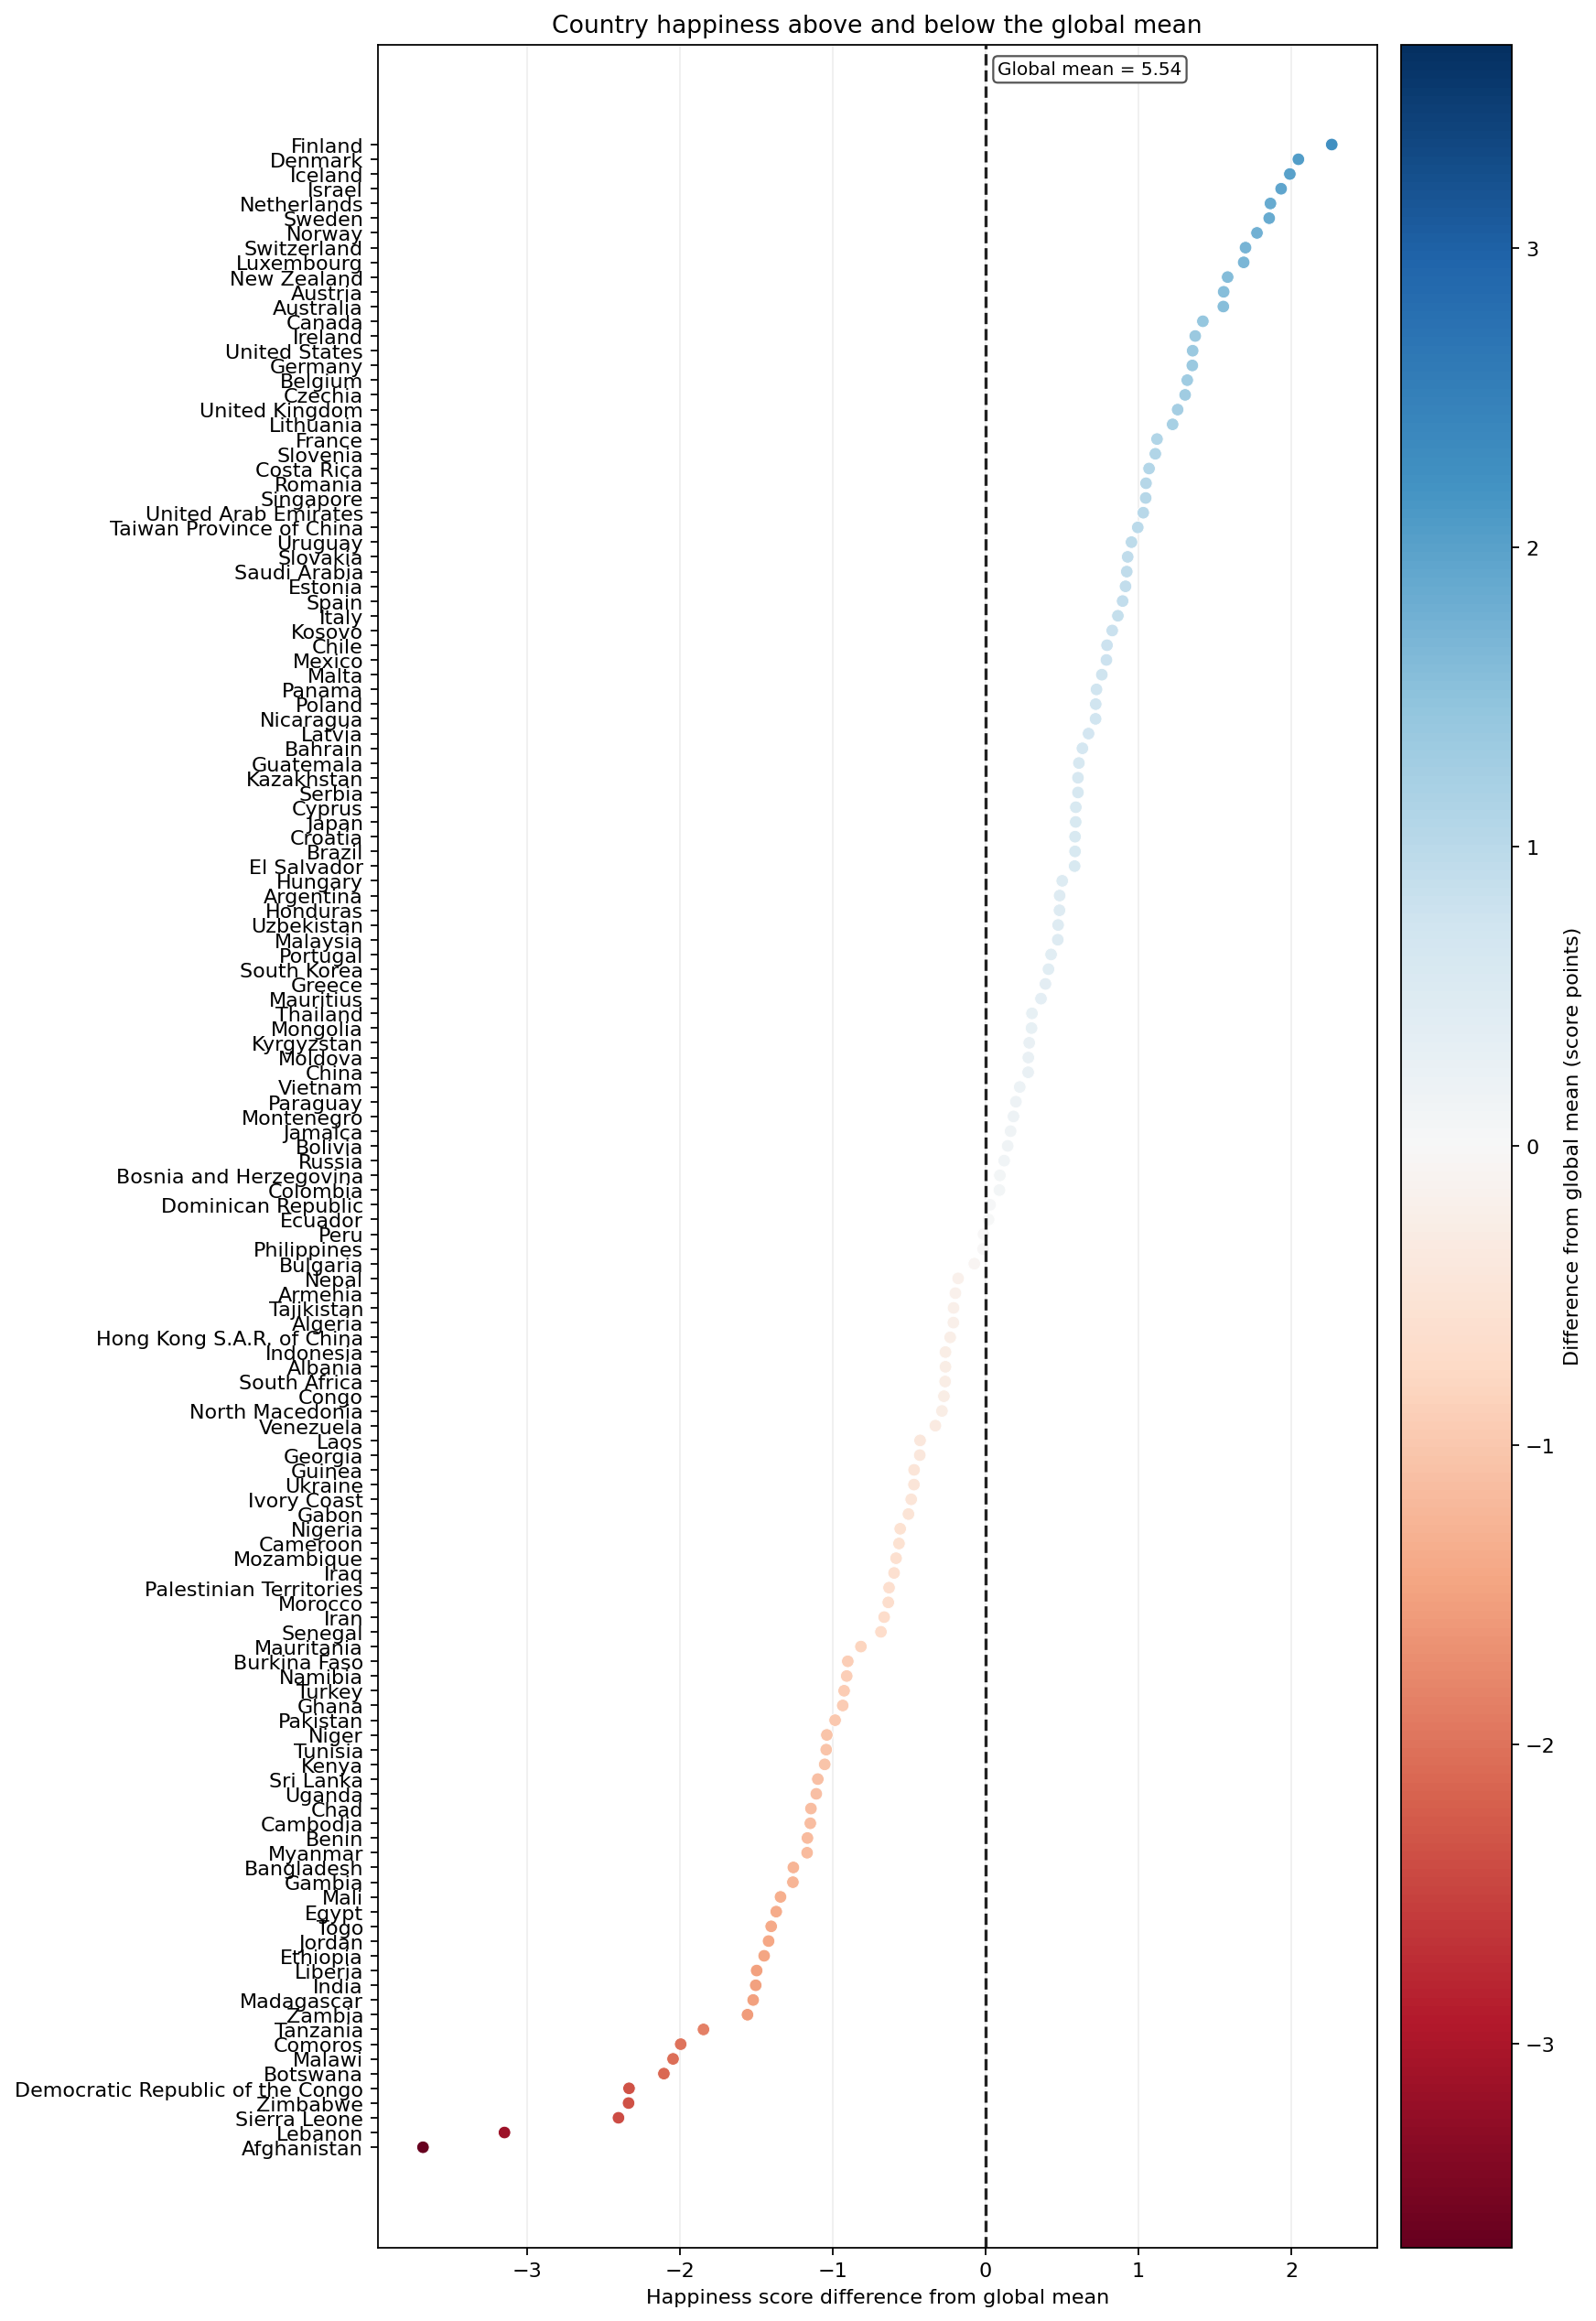 Country happiness above and below the global mean
Global mean = 5.54
Finland
Denmark
Iceland
Israel
Netherlands
Sweden
Norway
Switzerland
Luxembourg
New Zealand
Austria
Australia
Canada
Ireland
United States
Germany
Belgium
Czechia
United Kingdom
Lithuania
France
Slovenia
Costa Rica
Romania
Singapore
United Arab Emirates
Taiwan Province of China
Uruguay
Slovakia
Saudi Arabia
Estonia
Spain
Italy
Kosovo
Chile
Mexico
Malta
Panama
Poland
Nicaragua
Latvia
Bahrain
Guatemala
Kazakhstan
Serbia
Cyprus
Japan
Croatia
Brazil
El Salvador
Hungary
Argentina
Honduras
Uzbekistan
Malaysia
Portugal
South Korea
Greece
Mauritius
Thailand
Mongolia
Kyrgyzstan
Moldova
China
Vietnam
Paraguay
Montenegro
Jamaica
Bolivia
Russia
Bosnia and Herzegovina
Colombia
Dominican Republic
Ecuador
Peru
Philippines
Bulgaria
Nepal
Armenia
Tajikistan
Algeria
Hong Kong S.A.R. of China
Indonesia
Albania
South Africa
Congo
North Macedonia
Venezuela
Laos
Georgia
Guinea
Ukraine
Ivory Coast
Gabon
Nigeria
Cameroon
Mozambique
Iraq
Palestinian Territories
Morocco
Iran
Senegal
Mauritania
Burkina Faso
Namibia
Turkey
Ghana
Pakistan
Niger
Tunisia
Kenya
Sri Lanka
Uganda
Chad
Cambodia
Benin
Myanmar
Bangladesh
Gambia
Mali
Egypt
Togo
Jordan
Ethiopia
Liberia
India
Madagascar
Zambia
Tanzania
Comoros
Malawi
Botswana
Democratic Republic of the Congo
Zimbabwe
Sierra Leone
Lebanon
Afghanistan
−3 −2 −1 0 1 2
Happiness score difference from global mean
3
2
1
0
−1
−2
−3
Difference from global mean (score points)